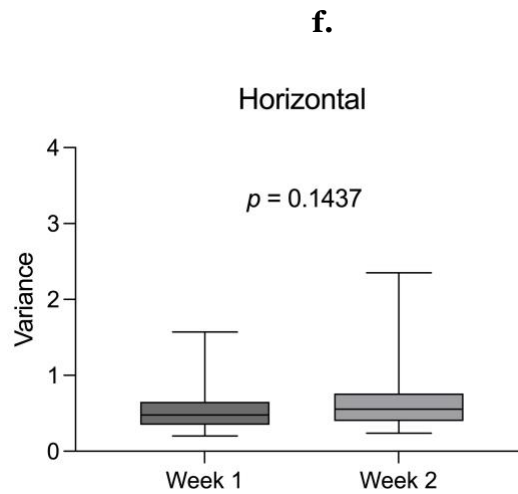 f.
Horizontal
4
3
2
1
0
Variance
p = 0.1437
Week 1
Week 2